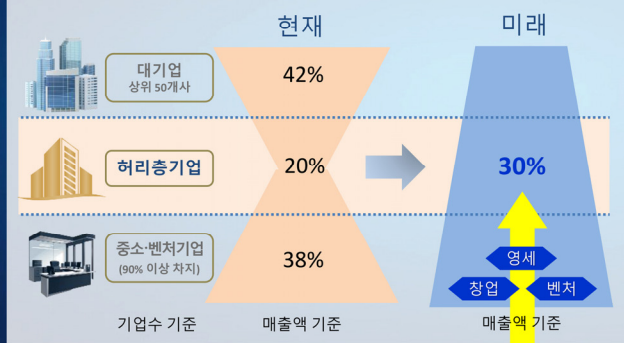 현재
미래
대기업
상위 50개사
42%
허리층기업
20%
30%
중소·벤처기업
(90% 이상 차지)
38%
영세
창업
벤처
기업수 기준
매출액 기준
매출액 기준